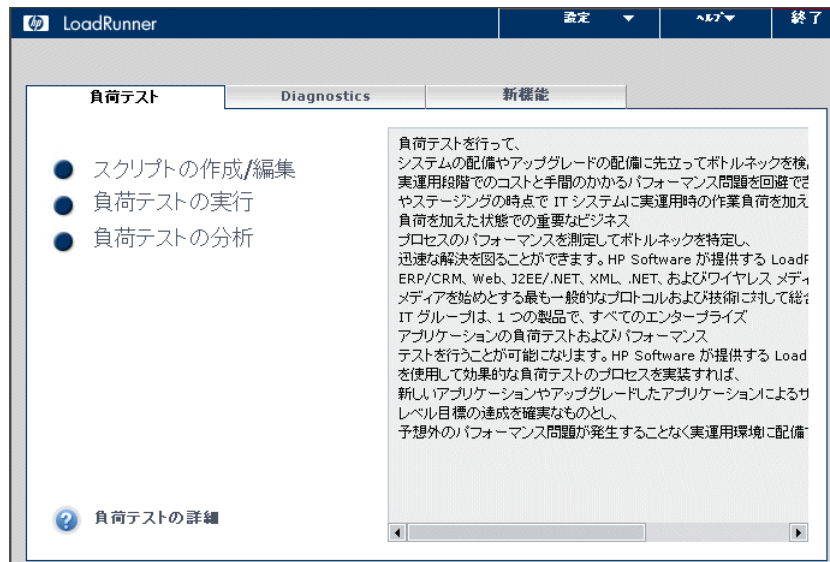 hp LoadRunner
設定 ▼
ヘルプ▼
終了
負荷テスト
Diagnostics
新機能
スクリプトの作成/編集
負荷テストの実行
負荷テストの分析
負荷テストを行って、
システムの配備やアップグレードの配備に先立ってボトルネックを検
実運用段階でのコストと手間のかかるパフォーマンス問題を回避でき
やステージングの時点で IT システムに実運用時の作業負荷を加え
負荷を加えた状態での重要なビジネス
プロセスのパフォーマンスを測定してボトルネックを特定し、
迅速な解決を図ることができます。HP Software が提供する Load
ERP/CRM、Web、J2EE/.NET、XML、.NET、およびワイヤレス メディ
メディアを始めとする最も一般的なプロトコルおよび技術に対して総
IT グループは、1 つの製品で、すべてのエンタープライズ
アプリケーションの負荷テストおよびパフォーマンス
テストを行うことが可能になります。HP Software が提供する Load
を使用して効果的な負荷テストのプロセスを実装すれば、
新しいアプリケーションやアップグレードしたアプリケーションによるサ
レベル目標の達成を確実なものとし、
予想外のパフォーマンス問題が発生することなく実運用環境に配備
負荷テストの詳細